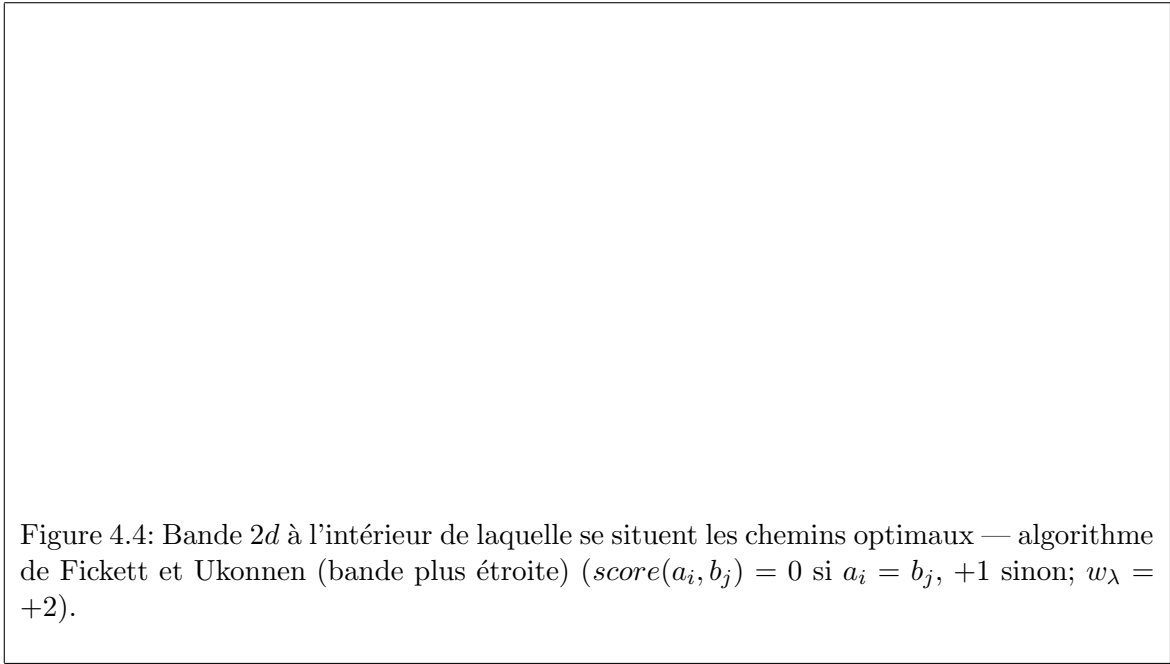 Figure 4.4: Bande 2d à l'intérieur de laquelle se situent les chemins optimaux — algorithme
de Fickett et Ukonnen (bande plus étroite) (score(a_i, b_j) = 0 si a_i = b_j, +1 sinon; w_λ =
+2).